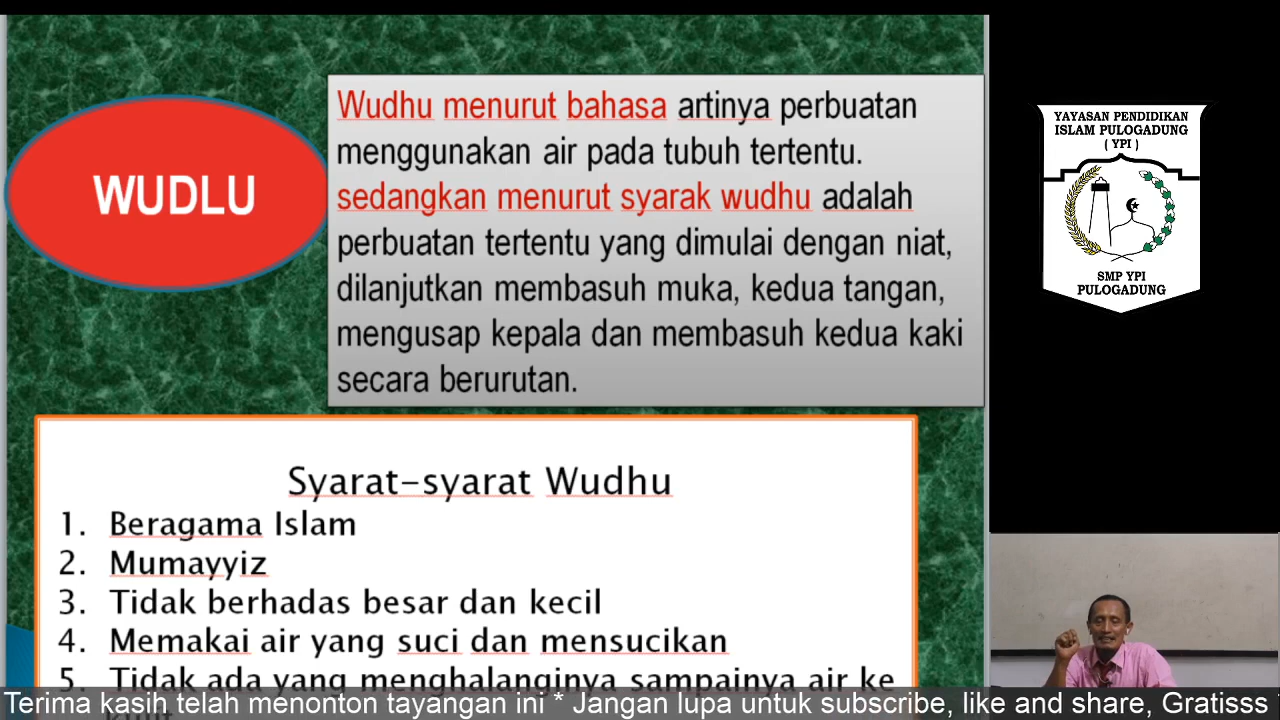 WUDLU
Wudhu menurut bahasa artinya perbuatan
menggunakan air pada tubuh tertentu.
sedangkan menurut syarak wudhu adalah
perbuatan tertentu yang dimulai dengan niat,
dilanjutkan membasuh muka, kedua tangan,
mengusap kepala dan membasuh kedua kaki
secara berurutan.
Syarat-syarat Wudhu
1. Beragama Islam
2. Mumayyiz
3. Tidak berhadas besar dan kecil
4. Memakai air yang suci dan mensucikan
5. Tidak ada yang menghalanginya sampainya air ke
YAYASAN PENDIDIKAN
ISLAM PULOGADUNG
( YPI )
SMP YPI
PULOGADUNG
Terima kasih telah menonton tayangan ini * Jangan lupa untuk subscribe, like and share, Gratisss